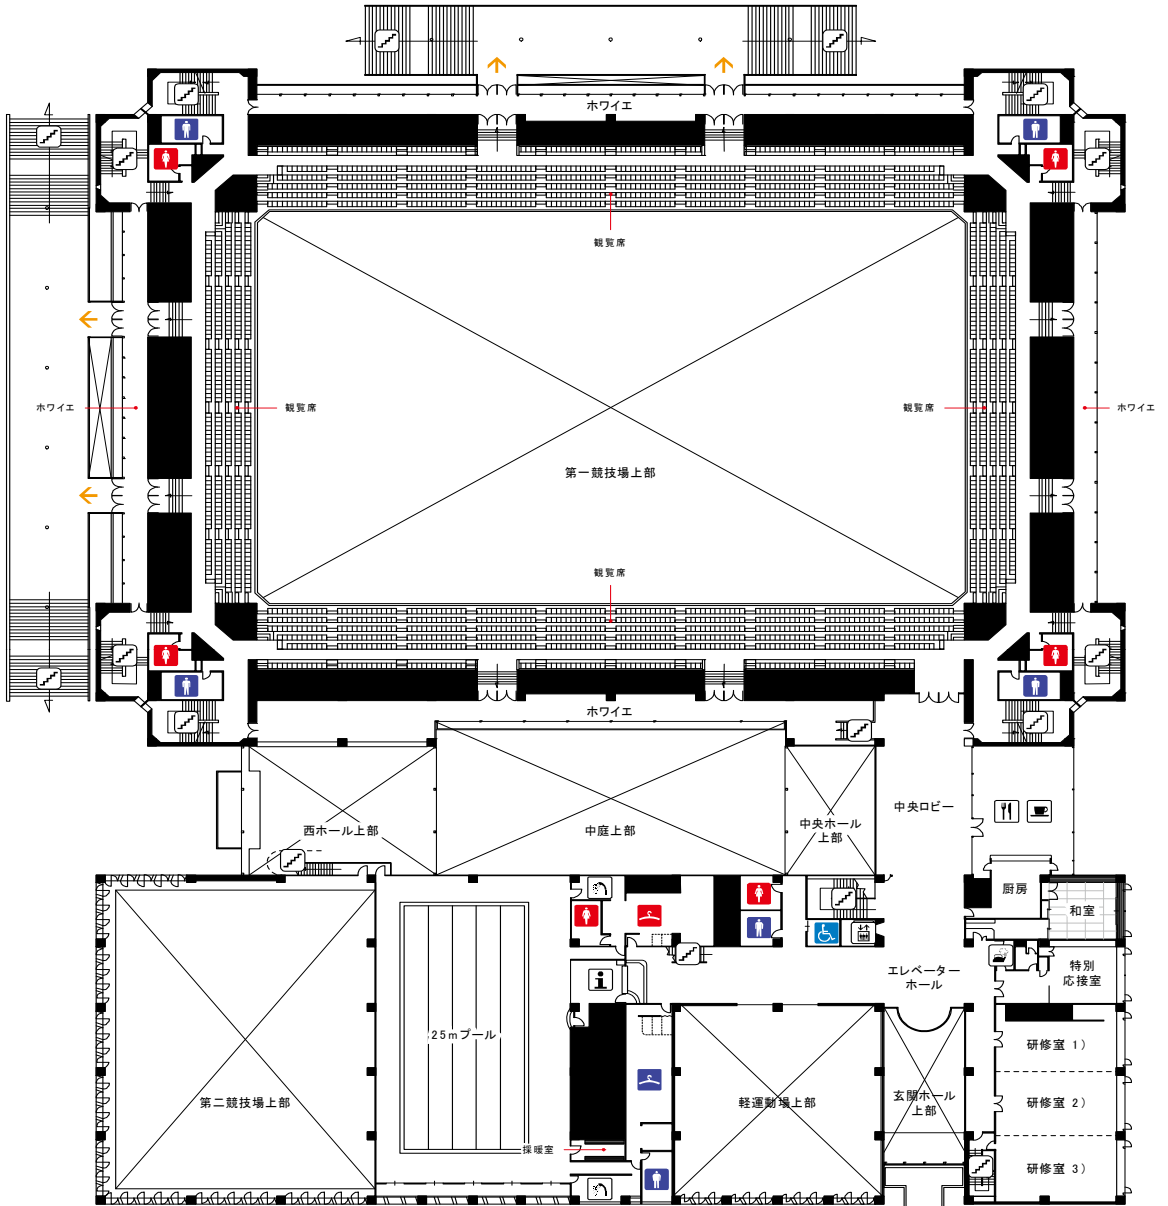 ホワイエ
観覧席
ホワイエ
観覧席
観覧席
ホワイエ
第一競技場上部
観覧席
ホワイエ
中央ロビー
西ホール上部
中庭上部
中央ホール
上部
厨房
和室
エレベーター
ホール
特別
応接室
25mプール
研修室 1)
第二競技場上部
軽運動場上部
玄関ホール
上部
研修室 2)
採暖室
研修室 3)